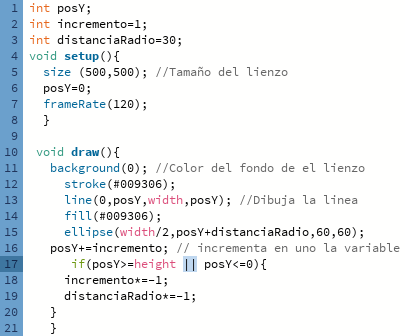 1 int posY;
2 int incremento=1;
3 int distanciaRadio=30;
4 void setup(){
5 size (500,500); //Tamaño del lienzo
6 posY=0;
7 frameRate(120);
8 }
9
10 void draw(){
11 background(0); //Color del fondo de el lienzo
12 stroke(#009306);
13 line(0,posY,width,posY); //Dibuja la linea
14 fill(#009306);
15 ellipse(width/2,posY+distanciaRadio,60,60);
16 posY+=incremento; // incrementa en uno la variable
17 if(posY>=height || posY<=0){
18 incremento*=-1;
19 distanciaRadio*=-1;
20 }
21 }